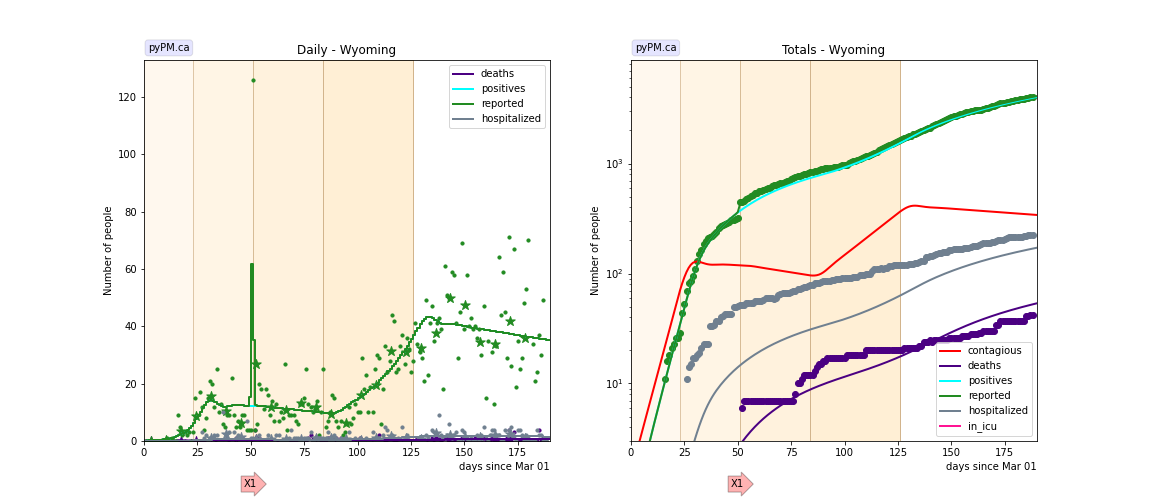 pyPM.ca
Daily - Wyoming
Number of people
120
100
80
60
40
20
0
deaths
positives
reported
hospitalized
0 25 50 75 100 125 150 175
days since Mar 01
X1
pyPM.ca
Totals - Wyoming
Number of people
10³
10²
10¹
contagious
deaths
positives
reported
hospitalized
in_icu
0 25 50 75 100 125 150 175
days since Mar 01
X1